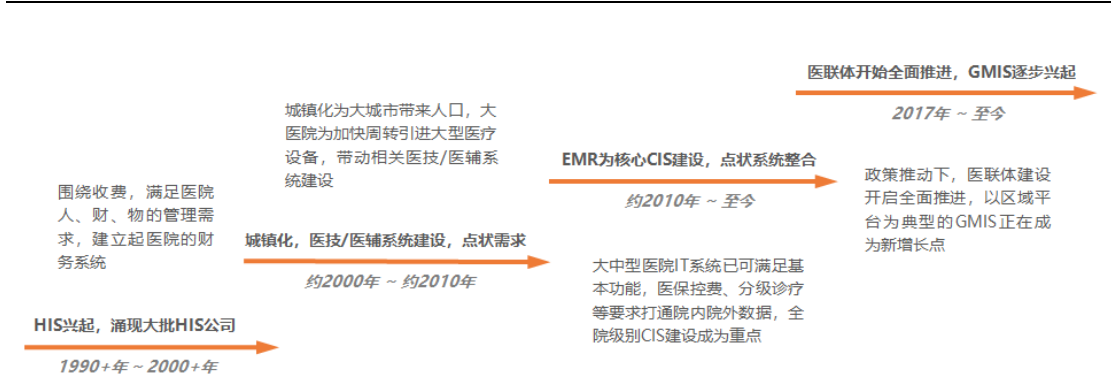 围绕收费，满足医院
人、财、物的管理需
求，建立起医院的财
务系统
HIS兴起，涌现大批HIS公司
1990+年 ~ 2000+年
城镇化为大城市带来人口，大
医院为加快周转引进大型医疗
设备，带动相关医技/医辅系
统建设
城镇化，医技/医辅系统建设，点状需求
约2000年 ~ 约2010年
EMR为核心CIS建设，点状系统整合
约2010年 ~ 至今
大中型医院IT系统已可满足基
本功能，医保控费、分级诊疗
等要求打通院内院外数据，全
院级别CIS建设成为重点
医联体开始全面推进，GMIS逐步兴起
2017年 ~ 至今
政策推动下，医联体建设
开启全面推进，以区域平
台为典型的GMIS正在成
为新增长点